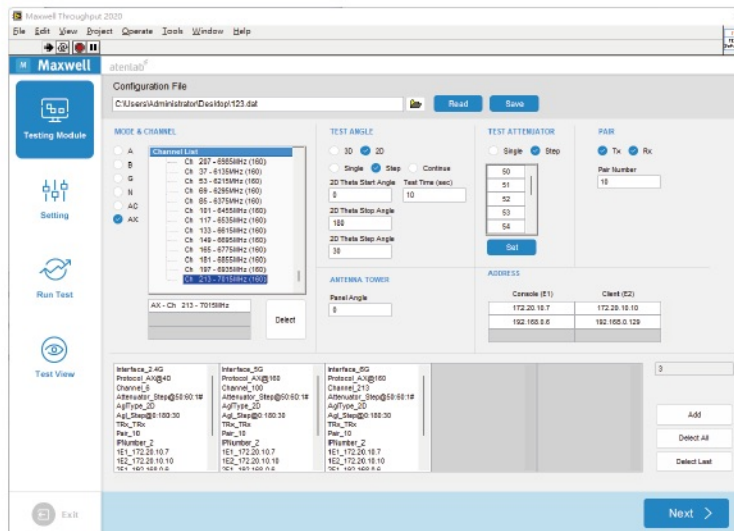 Maxwell Throughput 2020
File Edit View Project Operate Tools Window Help
M Maxwell
atenlab
Configuration File
C:\Users\Administrator\Desktop\123.dat
Read
Save
Testing Module
Setting
Run Test
Test View
Exit
MODE & CHANNEL
A
B
G
N
AC
AX
Channel List
Ch 207 - 6985MHz (160)
Ch 37 - 6135MHz (160)
Ch 53 - 6215MHz (160)
Ch 69 - 6295MHz (160)
Ch 85 - 6375MHz (160)
Ch 101 - 6455MHz (160)
Ch 117 - 6535MHz (160)
Ch 133 - 6615MHz (160)
Ch 149 - 6695MHz (160)
Ch 165 - 6775MHz (160)
Ch 181 - 6855MHz (160)
Ch 197 - 6935MHz (160)
Ch 213 - 7015MHz (160)
AX - Ch 213 - 7015MHz
Delect
TEST ANGLE
3D 2D
Single Step Continue
2D Theta Start Angle Test Time (sec)
0 10
2D Theta Stop Angle
180
2D Theta Step Angle
30
ANTENNA TOWER
Panel Angle
0
TEST ATTENUATOR
Single Step
50
51
52
53
54
Set
PAIR
Tx Rx
Pair Number
10
ADDRESS
Console (E1) Client (E2)
172.20.10.7 172.20.10.10
192.168.0.6 192.168.0.129
Interface_2.4G
Protocol_AX@40
Channel_6
Attenuator_Step@50:60:1#
AglType_2D
Agl_Step@0:180:30
TRx_TRx
Pair_10
IPNumber_2
1E1_172.20.10.7
1E2_172.20.10.10
2E1_192.168.0.6
Interface_5G
Protocol_AX@160
Channel_100
Attenuator_Step@50:60:1#
AglType_2D
Agl_Step@0:180:30
TRx_TRx
Pair_10
IPNumber_2
1E1_172.20.10.7
1E2_172.20.10.10
2E1_192.168.0.6
Interface_6G
Protocol_AX@160
Channel_213
Attenuator_Step@50:60:1#
AglType_2D
Agl_Step@0:180:30
TRx_TRx
Pair_10
IPNumber_2
1E1_172.20.10.7
1E2_172.20.10.10
2E1_192.168.0.6
3
Add
Delect All
Delect Last
Next >